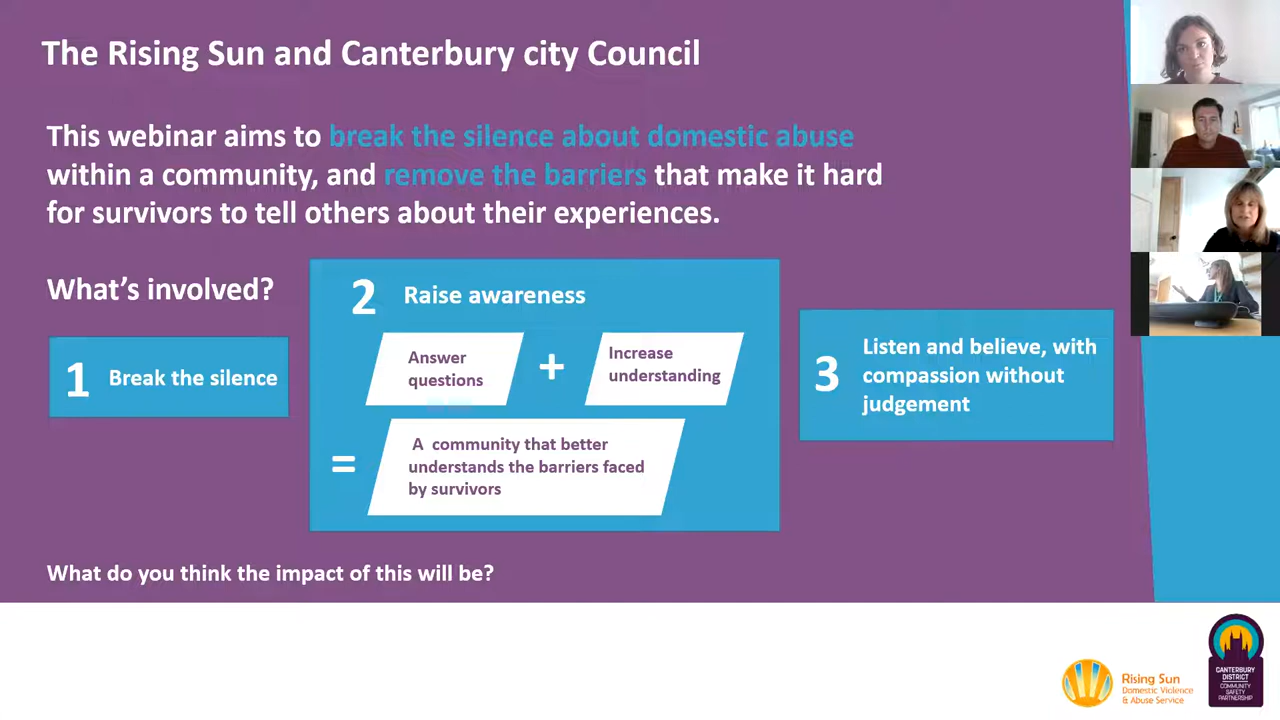 The Rising Sun and Canterbury city Council
This webinar aims to break the silence about domestic abuse
within a community, and remove the barriers that make it hard
for survivors to tell others about their experiences.
What's involved?
1 Break the silence
2 Raise awareness
Answer
questions
+
Increase
understanding
=
A community that better
understands the barriers faced
by survivors
3 Listen and believe, with
compassion without
judgement
What do you think the impact of this will be?
Rising Sun
Domestic Violence
& Abuse Service
CANTERBURY
DISTRICT
COMMUNITY
SAFETY
PARTNERSHIP